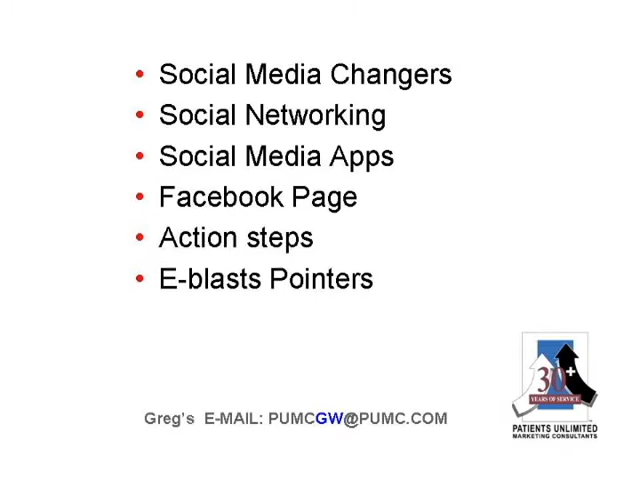 • Social Media Changers
• Social Networking
• Social Media Apps
• Facebook Page
• Action steps
• E-blasts Pointers
30+
YEARS OF SERVICE
Greg's E-MAIL: PUMCGW@PUMC.COM
PATIENTS UNLIMITED
MARKETING CONSULTANTS